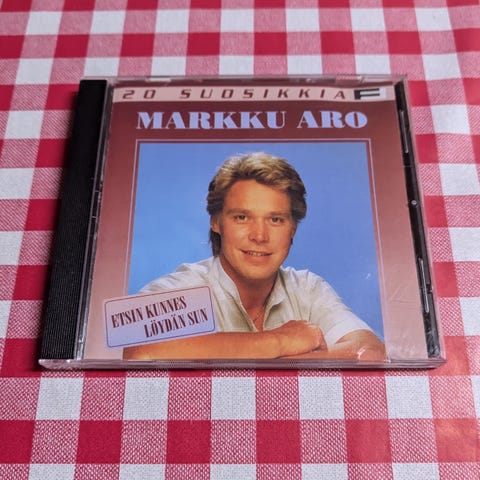 20 SUOSIKKIA F
MARKKU ARO
ETSIN KUNNES
LÖYDÄN SUN